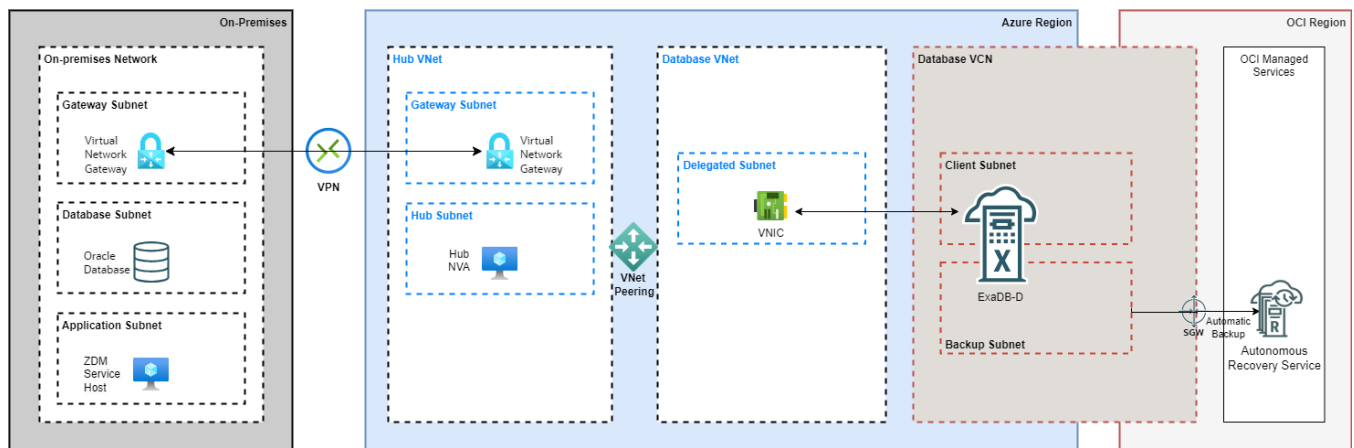 On-Premises
On-premises Network
Gateway Subnet
Virtual
Network
Gateway
Database Subnet
Oracle
Database
Application Subnet
ZDM
Service
Host
VPN
Azure Region
Hub VNet
Gateway Subnet
Virtual
Network
Gateway
Hub Subnet
Hub
NVA
VNet
Peering
Database VNet
Delegated Subnet
VNIC
Database VCN
Client Subnet
X
ExaDB-D
Backup Subnet
OCI Region
OCI Managed
Services
SGW
Automatic
Backup
R
Autonomous
Recovery Service